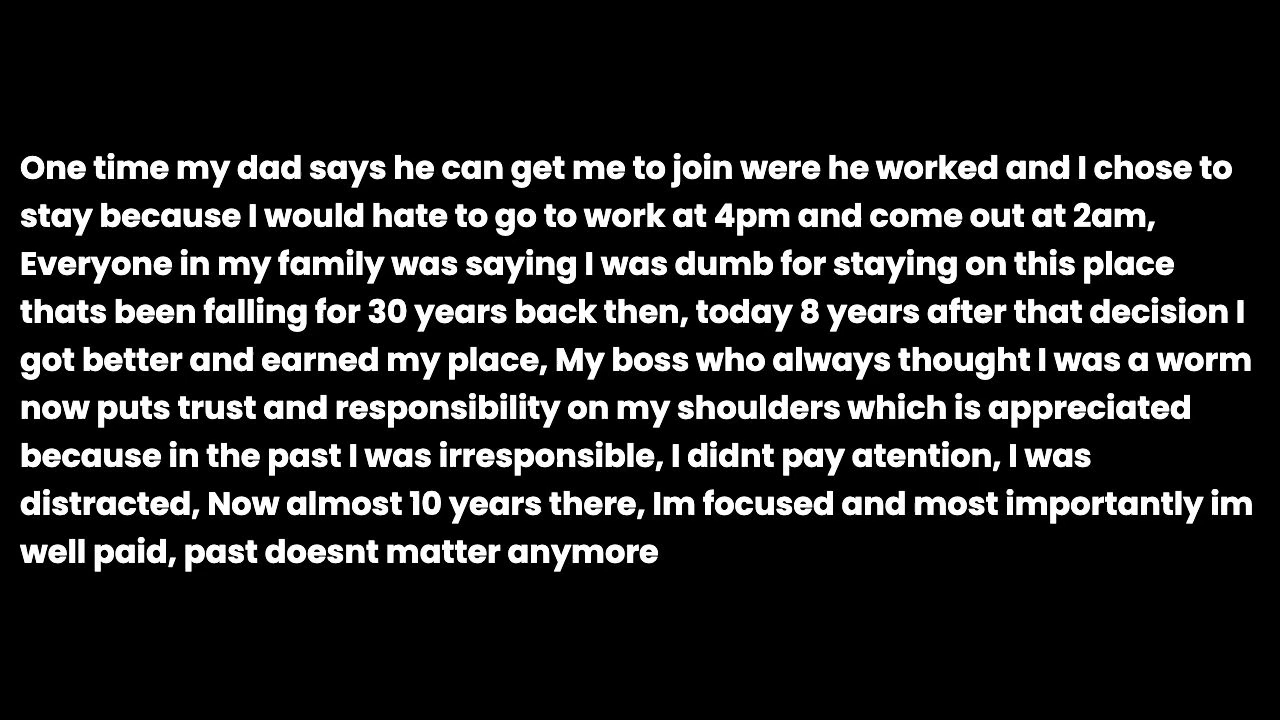 One time my dad says he can get me to join were he worked and I chose to
stay because I would hate to go to work at 4pm and come out at 2am,
Everyone in my family was saying I was dumb for staying on this place
thats been falling for 30 years back then, today 8 years after that decision I
got better and earned my place, My boss who always thought I was a worm
now puts trust and responsibility on my shoulders which is appreciated
because in the past I was irresponsible, I didnt pay atention, I was
distracted, Now almost 10 years there, Im focused and most importantly im
well paid, past doesnt matter anymore